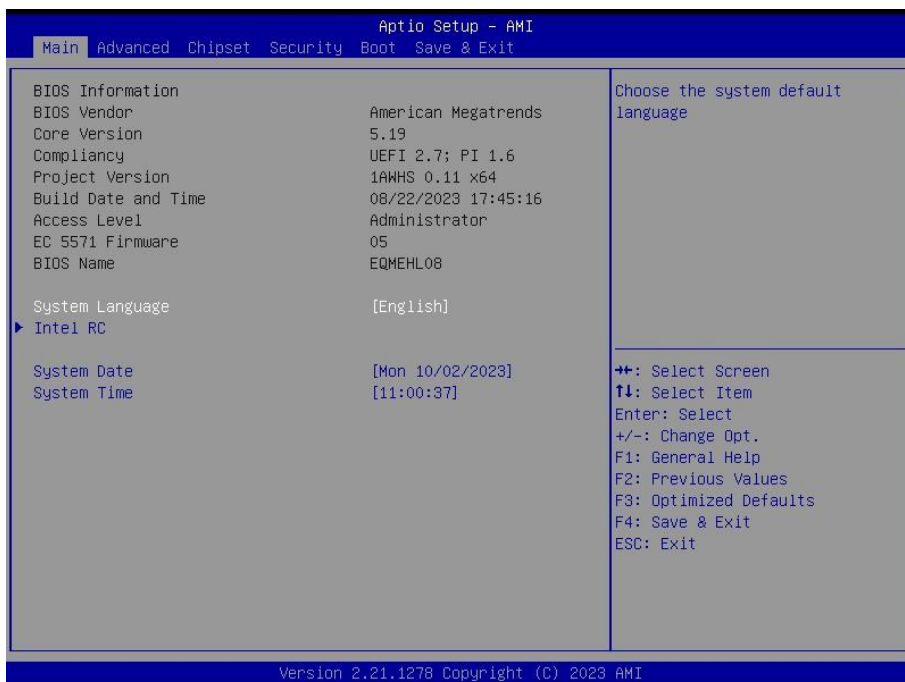 Aptio Setup – AMI
Main Advanced Chipset Security Boot Save & Exit
BIOS Information
BIOS Vendor American Megatrends
Core Version 5.19
Compliancy UEFI 2.7; PI 1.6
Project Version 1AWHS 0.11 x64
Build Date and Time 08/22/2023 17:45:16
Access Level Administrator
EC 5571 Firmware 05
BIOS Name EQMEHL08
System Language [English]
Intel RC
System Date [Mon 10/02/2023]
System Time [11:00:37]
Choose the system default
language
→←: Select Screen
↑↓: Select Item
Enter: Select
+/-: Change Opt.
F1: General Help
F2: Previous Values
F3: Optimized Defaults
F4: Save & Exit
ESC: Exit
Version 2.21.1278 Copyright (C) 2023 AMI